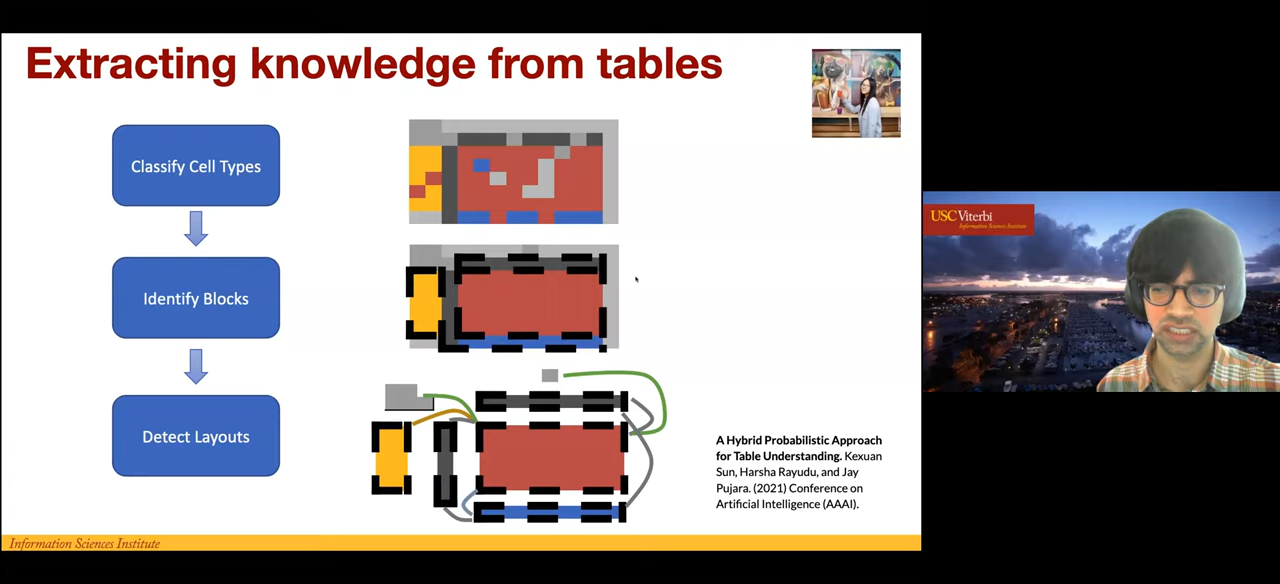 Extracting knowledge from tables
Classify Cell Types
Identify Blocks
Detect Layouts
A Hybrid Probabilistic Approach
for Table Understanding. Kexuan
Sun, Harsha Rayudu, and Jay
Pujara. (2021) Conference on
Artificial Intelligence (AAAI).
Information Sciences Institute
USC Viterbi
Information Sciences Institute